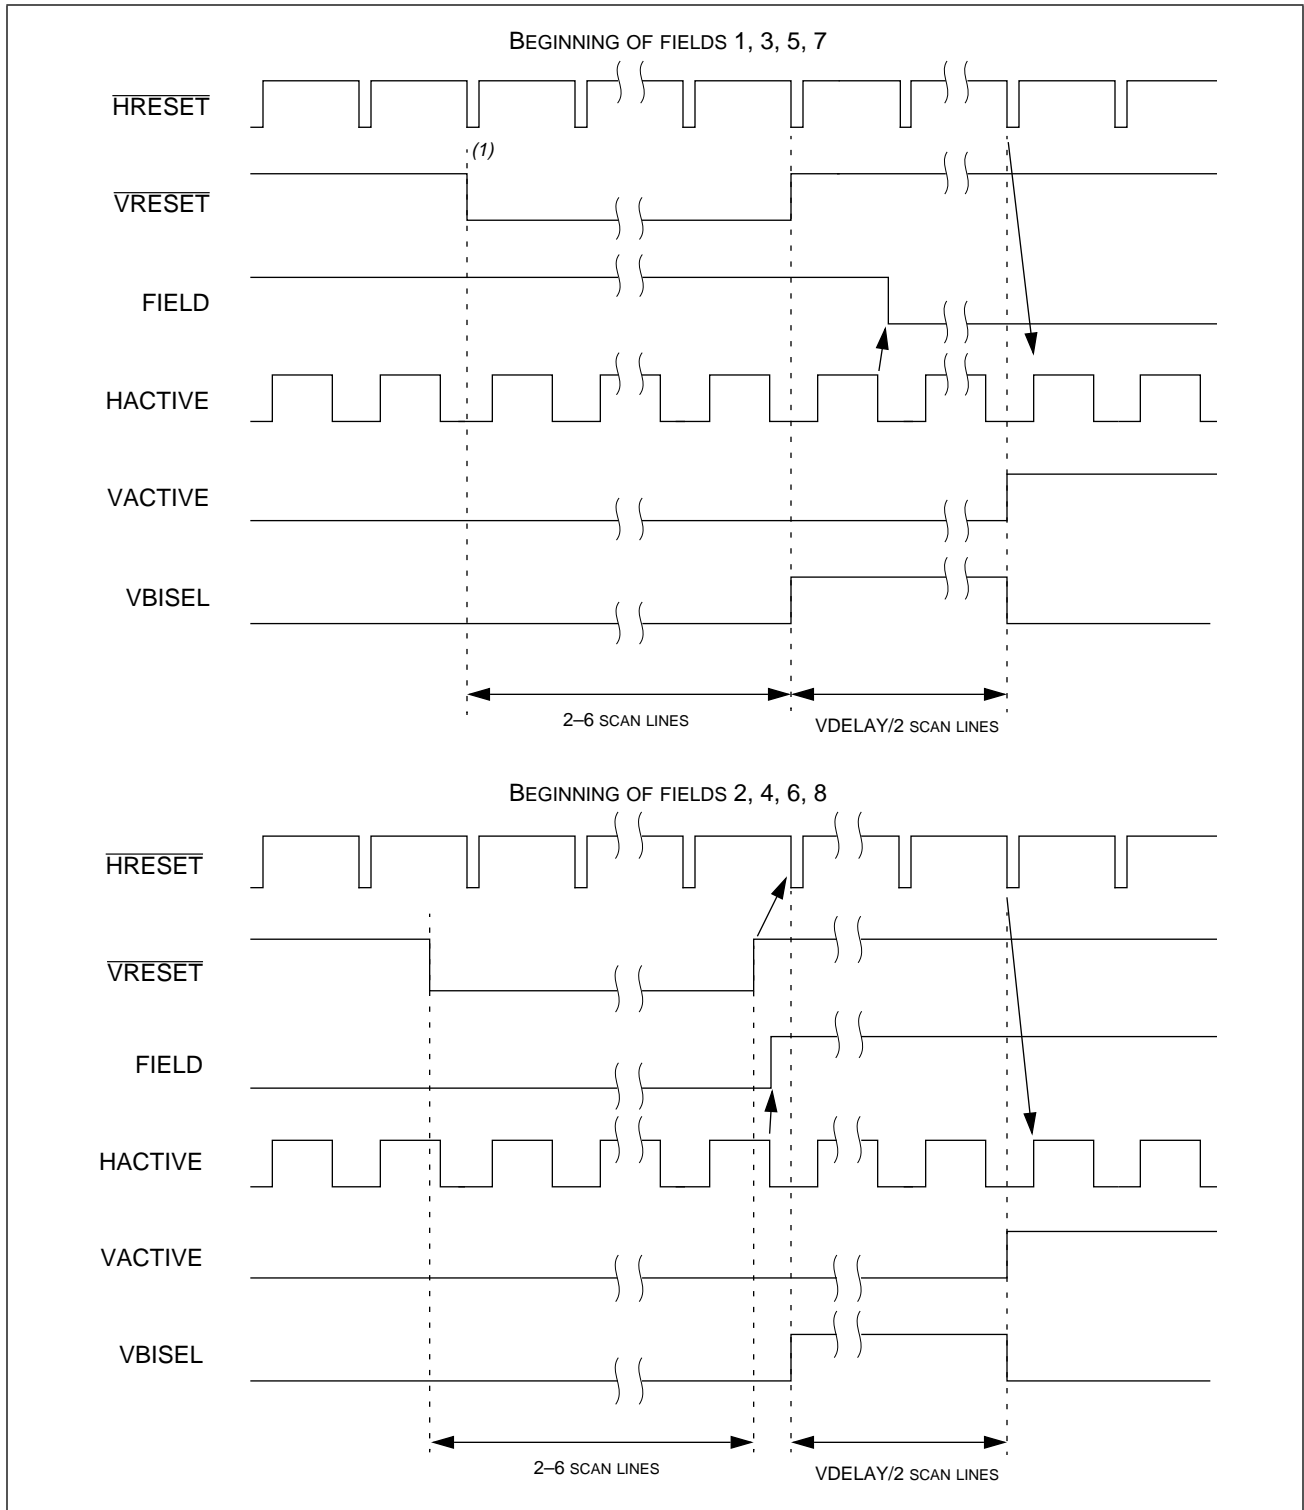 BEGINNING OF FIELDS 1, 3, 5, 7
HRESET
(1)
VRESET
FIELD
HACTIVE
VACTIVE
VBISEL
2–6 SCAN LINES
VDELAY/2 SCAN LINES
BEGINNING OF FIELDS 2, 4, 6, 8
HRESET
VRESET
FIELD
HACTIVE
VACTIVE
VBISEL
2–6 SCAN LINES
VDELAY/2 SCAN LINES